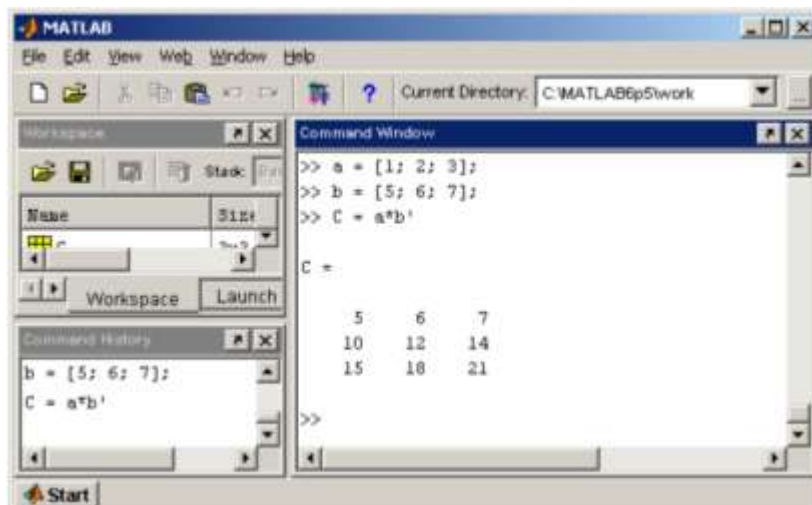 MATLAB
File Edit View Web Window Help
Current Directory: C:\MATLAB6p5\work
Workspace
Stack:
Name Size
C
Workspace Launch
Command History
b = [5; 6; 7];
C = a*b'
Command Window
>> a = [1; 2; 3];
>> b = [5; 6; 7];
>> C = a*b'
C =
5 6 7
10 12 14
15 18 21
>>
Start